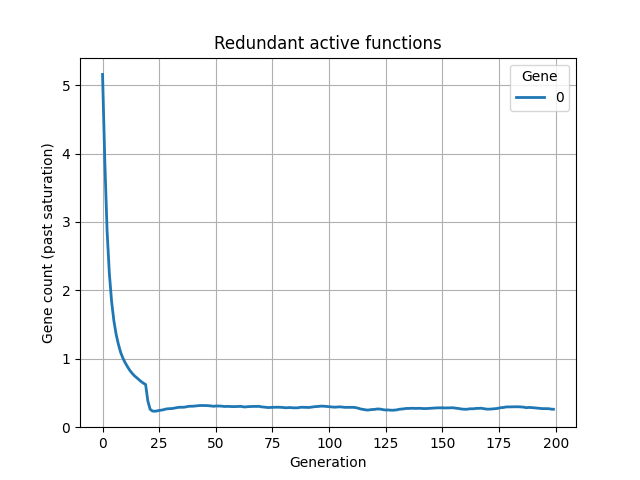 Redundant active functions
Gene
0
Gene count (past saturation)
5
4
3
2
1
0
0 25 50 75 100 125 150 175 200
Generation